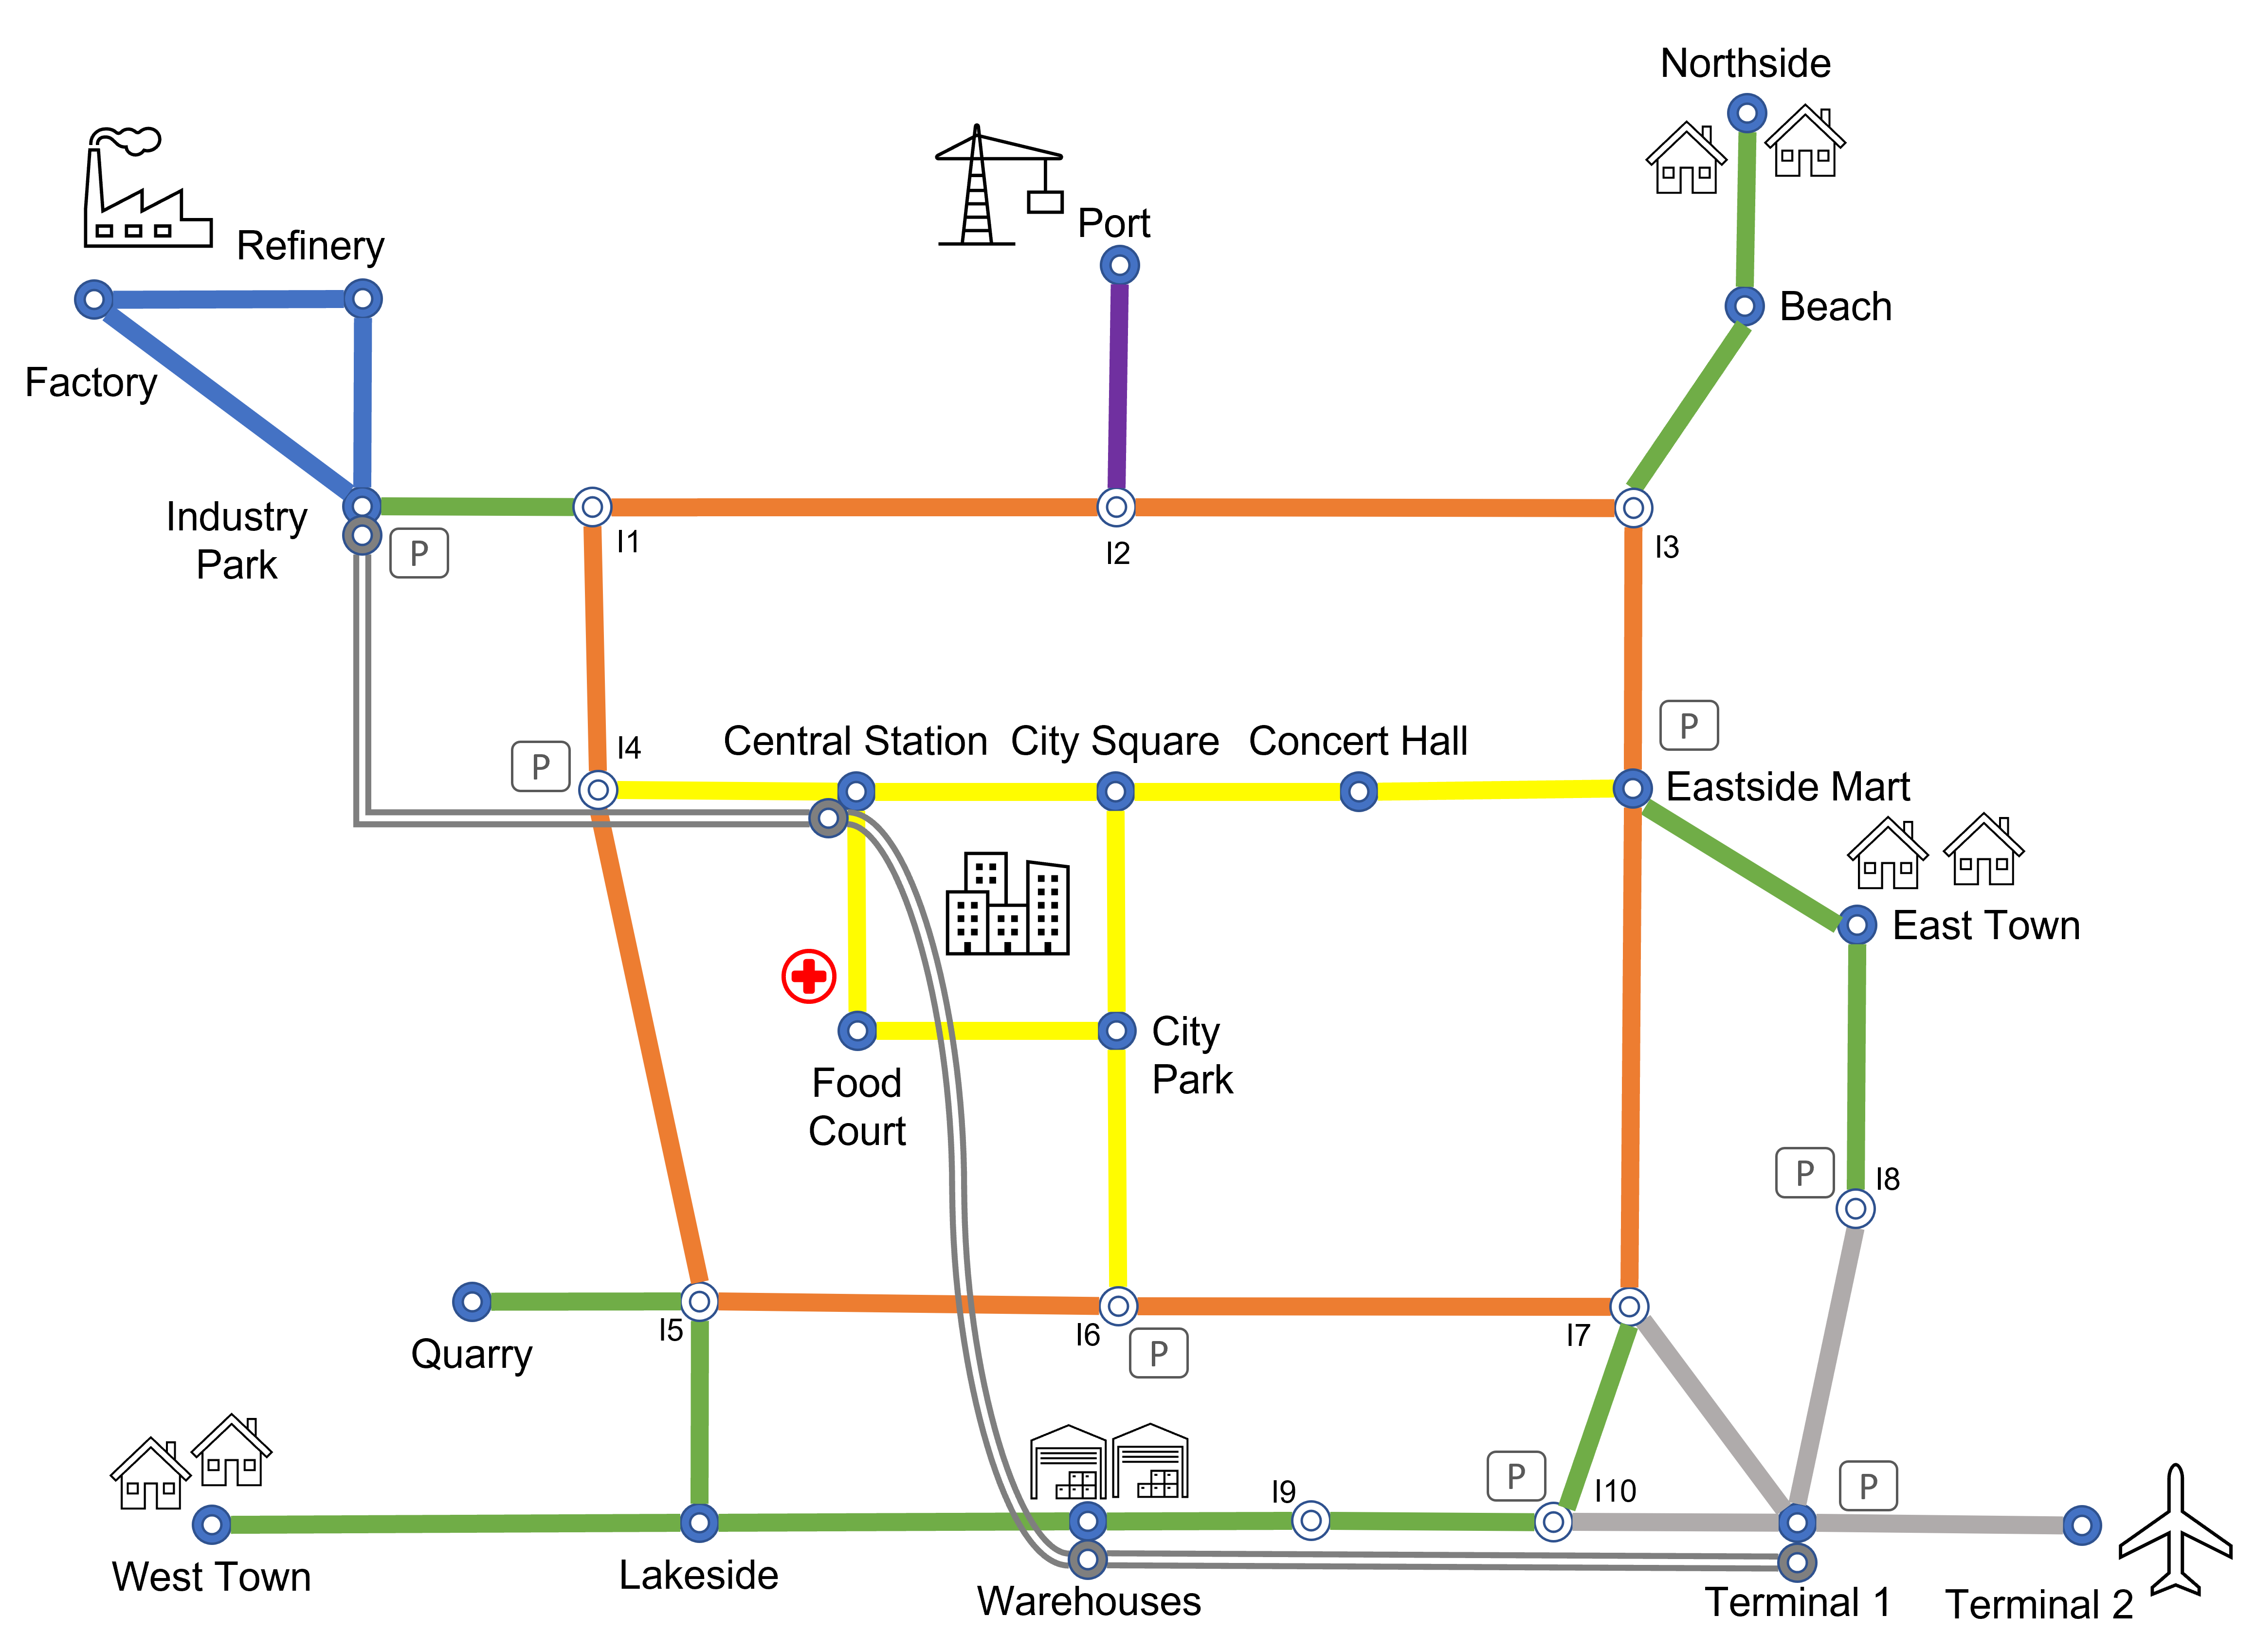 Northside
Port
Refinery
Beach
Factory
Industry
Park
P
I1
I2
I3
P
I4
P
Central Station
City Square
Concert Hall
Eastside Mart
East Town
City
Park
Food
Court
P
I8
Quarry
I5
I6
P
I7
P
I9
I10
P
West Town
Lakeside
Warehouses
Terminal 1
Terminal 2